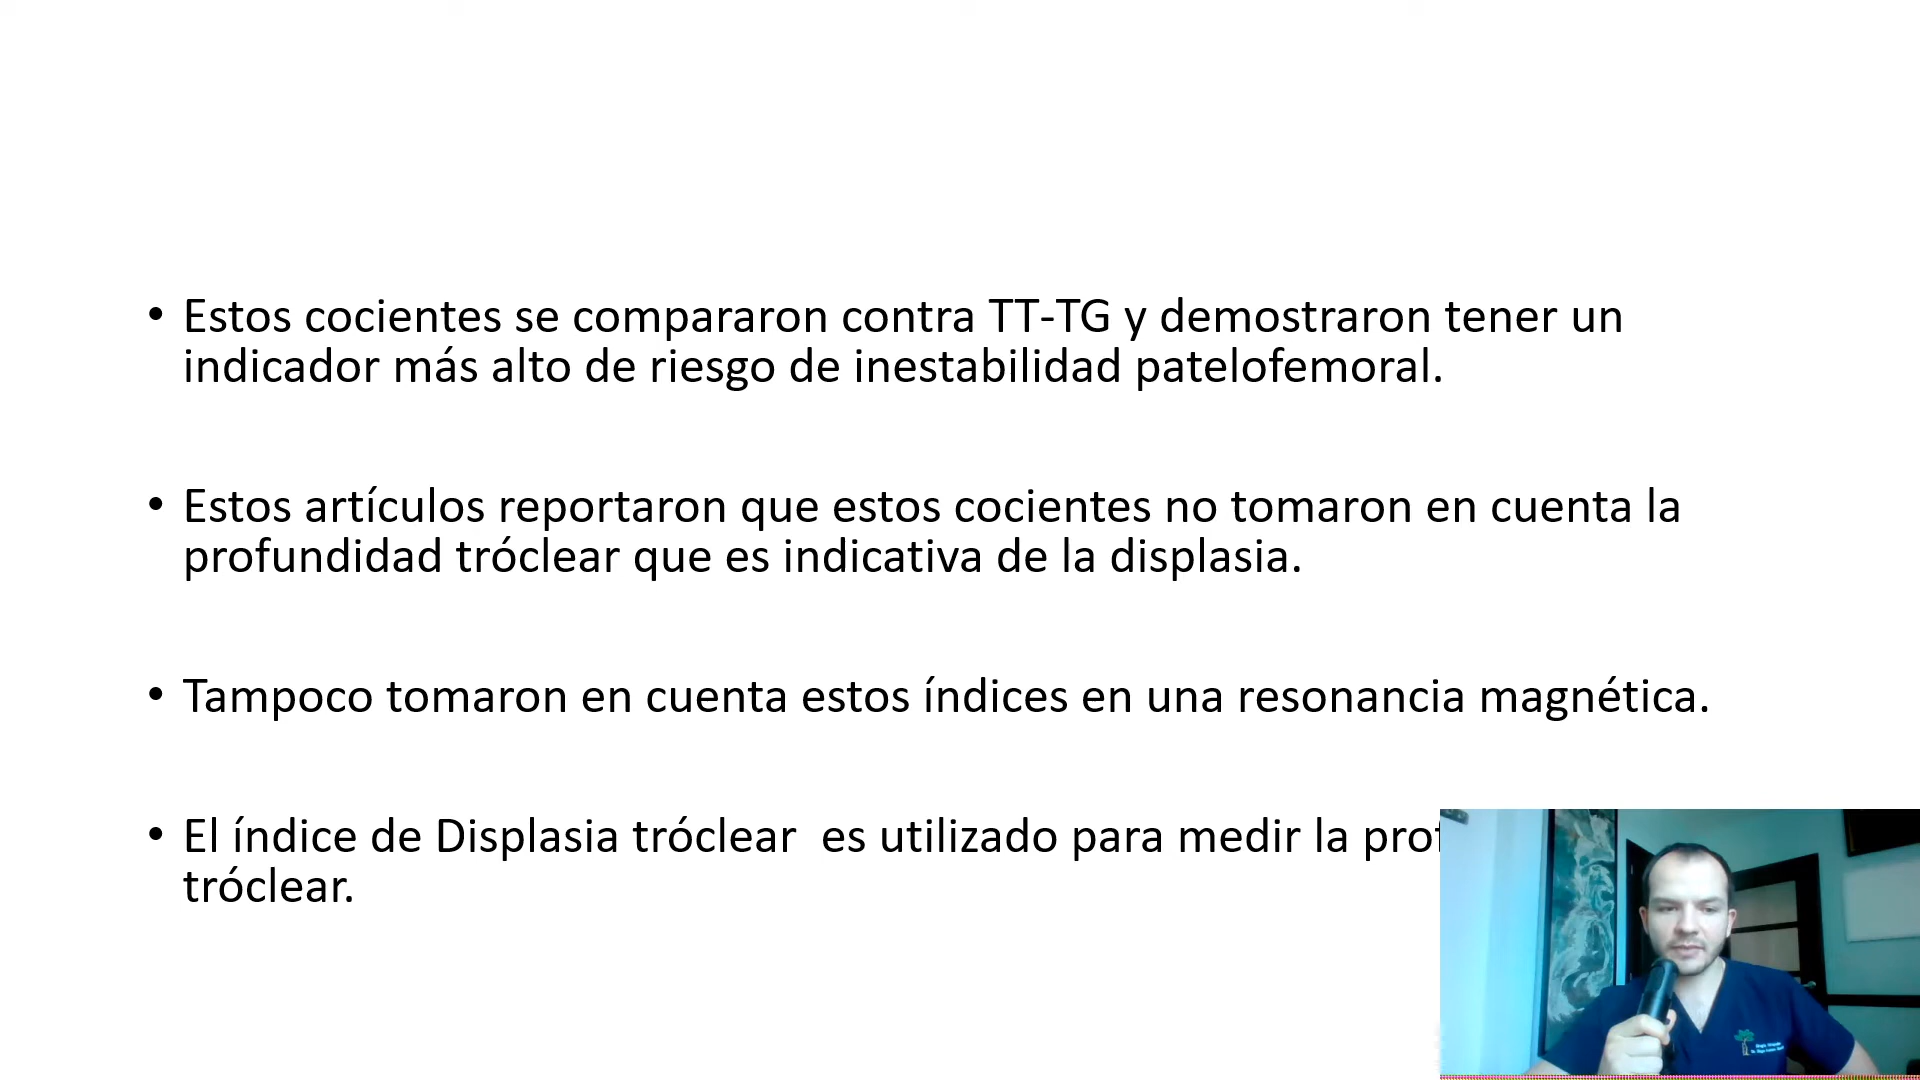 • Estos cocientes se compararon contra TT-TG y demostraron tener un
indicador más alto de riesgo de inestabilidad patelofemoral.
• Estos artículos reportaron que estos cocientes no tomaron en cuenta la
profundidad tróclear que es indicativa de la displasia.
• Tampoco tomaron en cuenta estos índices en una resonancia magnética.
• El índice de Displasia tróclear es utilizado para medir la prof
tróclear.